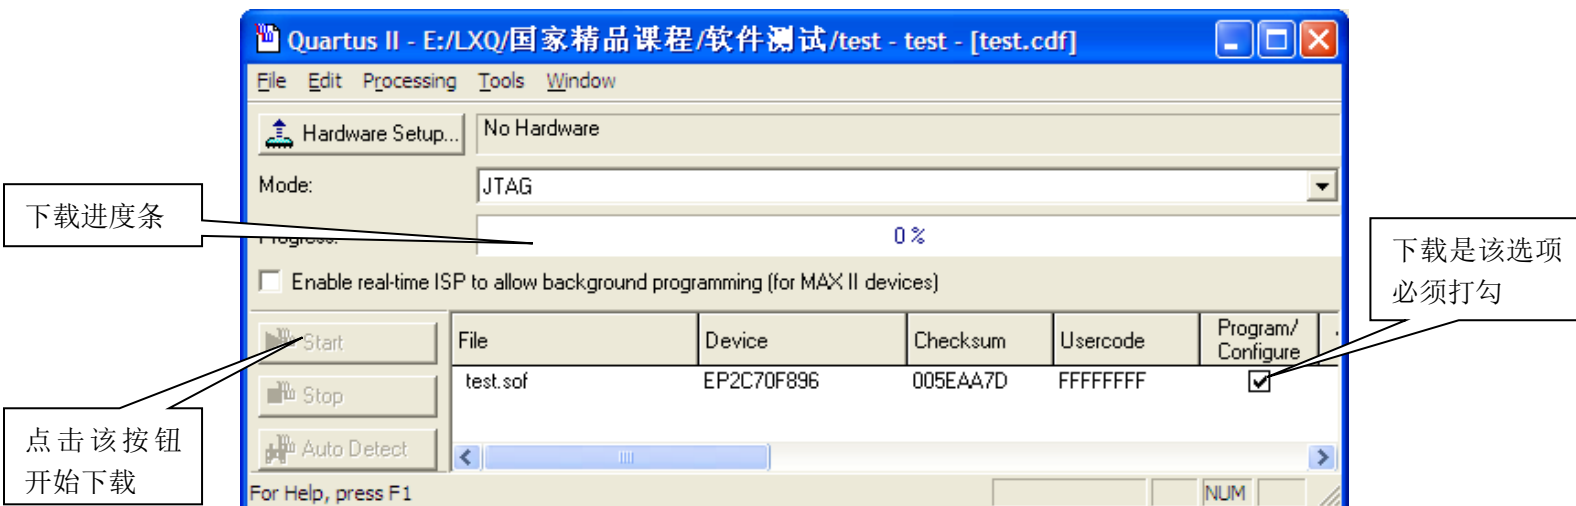 Quartus II - E:/LXQ/国家精品课程/软件测试/test - test - [test.cdf]
File Edit Processing Tools Window
Hardware Setup... No Hardware
Mode: JTAG
下载进度条
Progress: 0 %
Enable real-time ISP to allow background programming (for MAX II devices)
下载是该选项
必须打勾
Start
File Device Checksum Usercode Program/
Configure
test.sof EP2C70F896 005EAA7D FFFFFFFF
Stop
点击该按钮
开始下载
Auto Detect
For Help, press F1 NUM